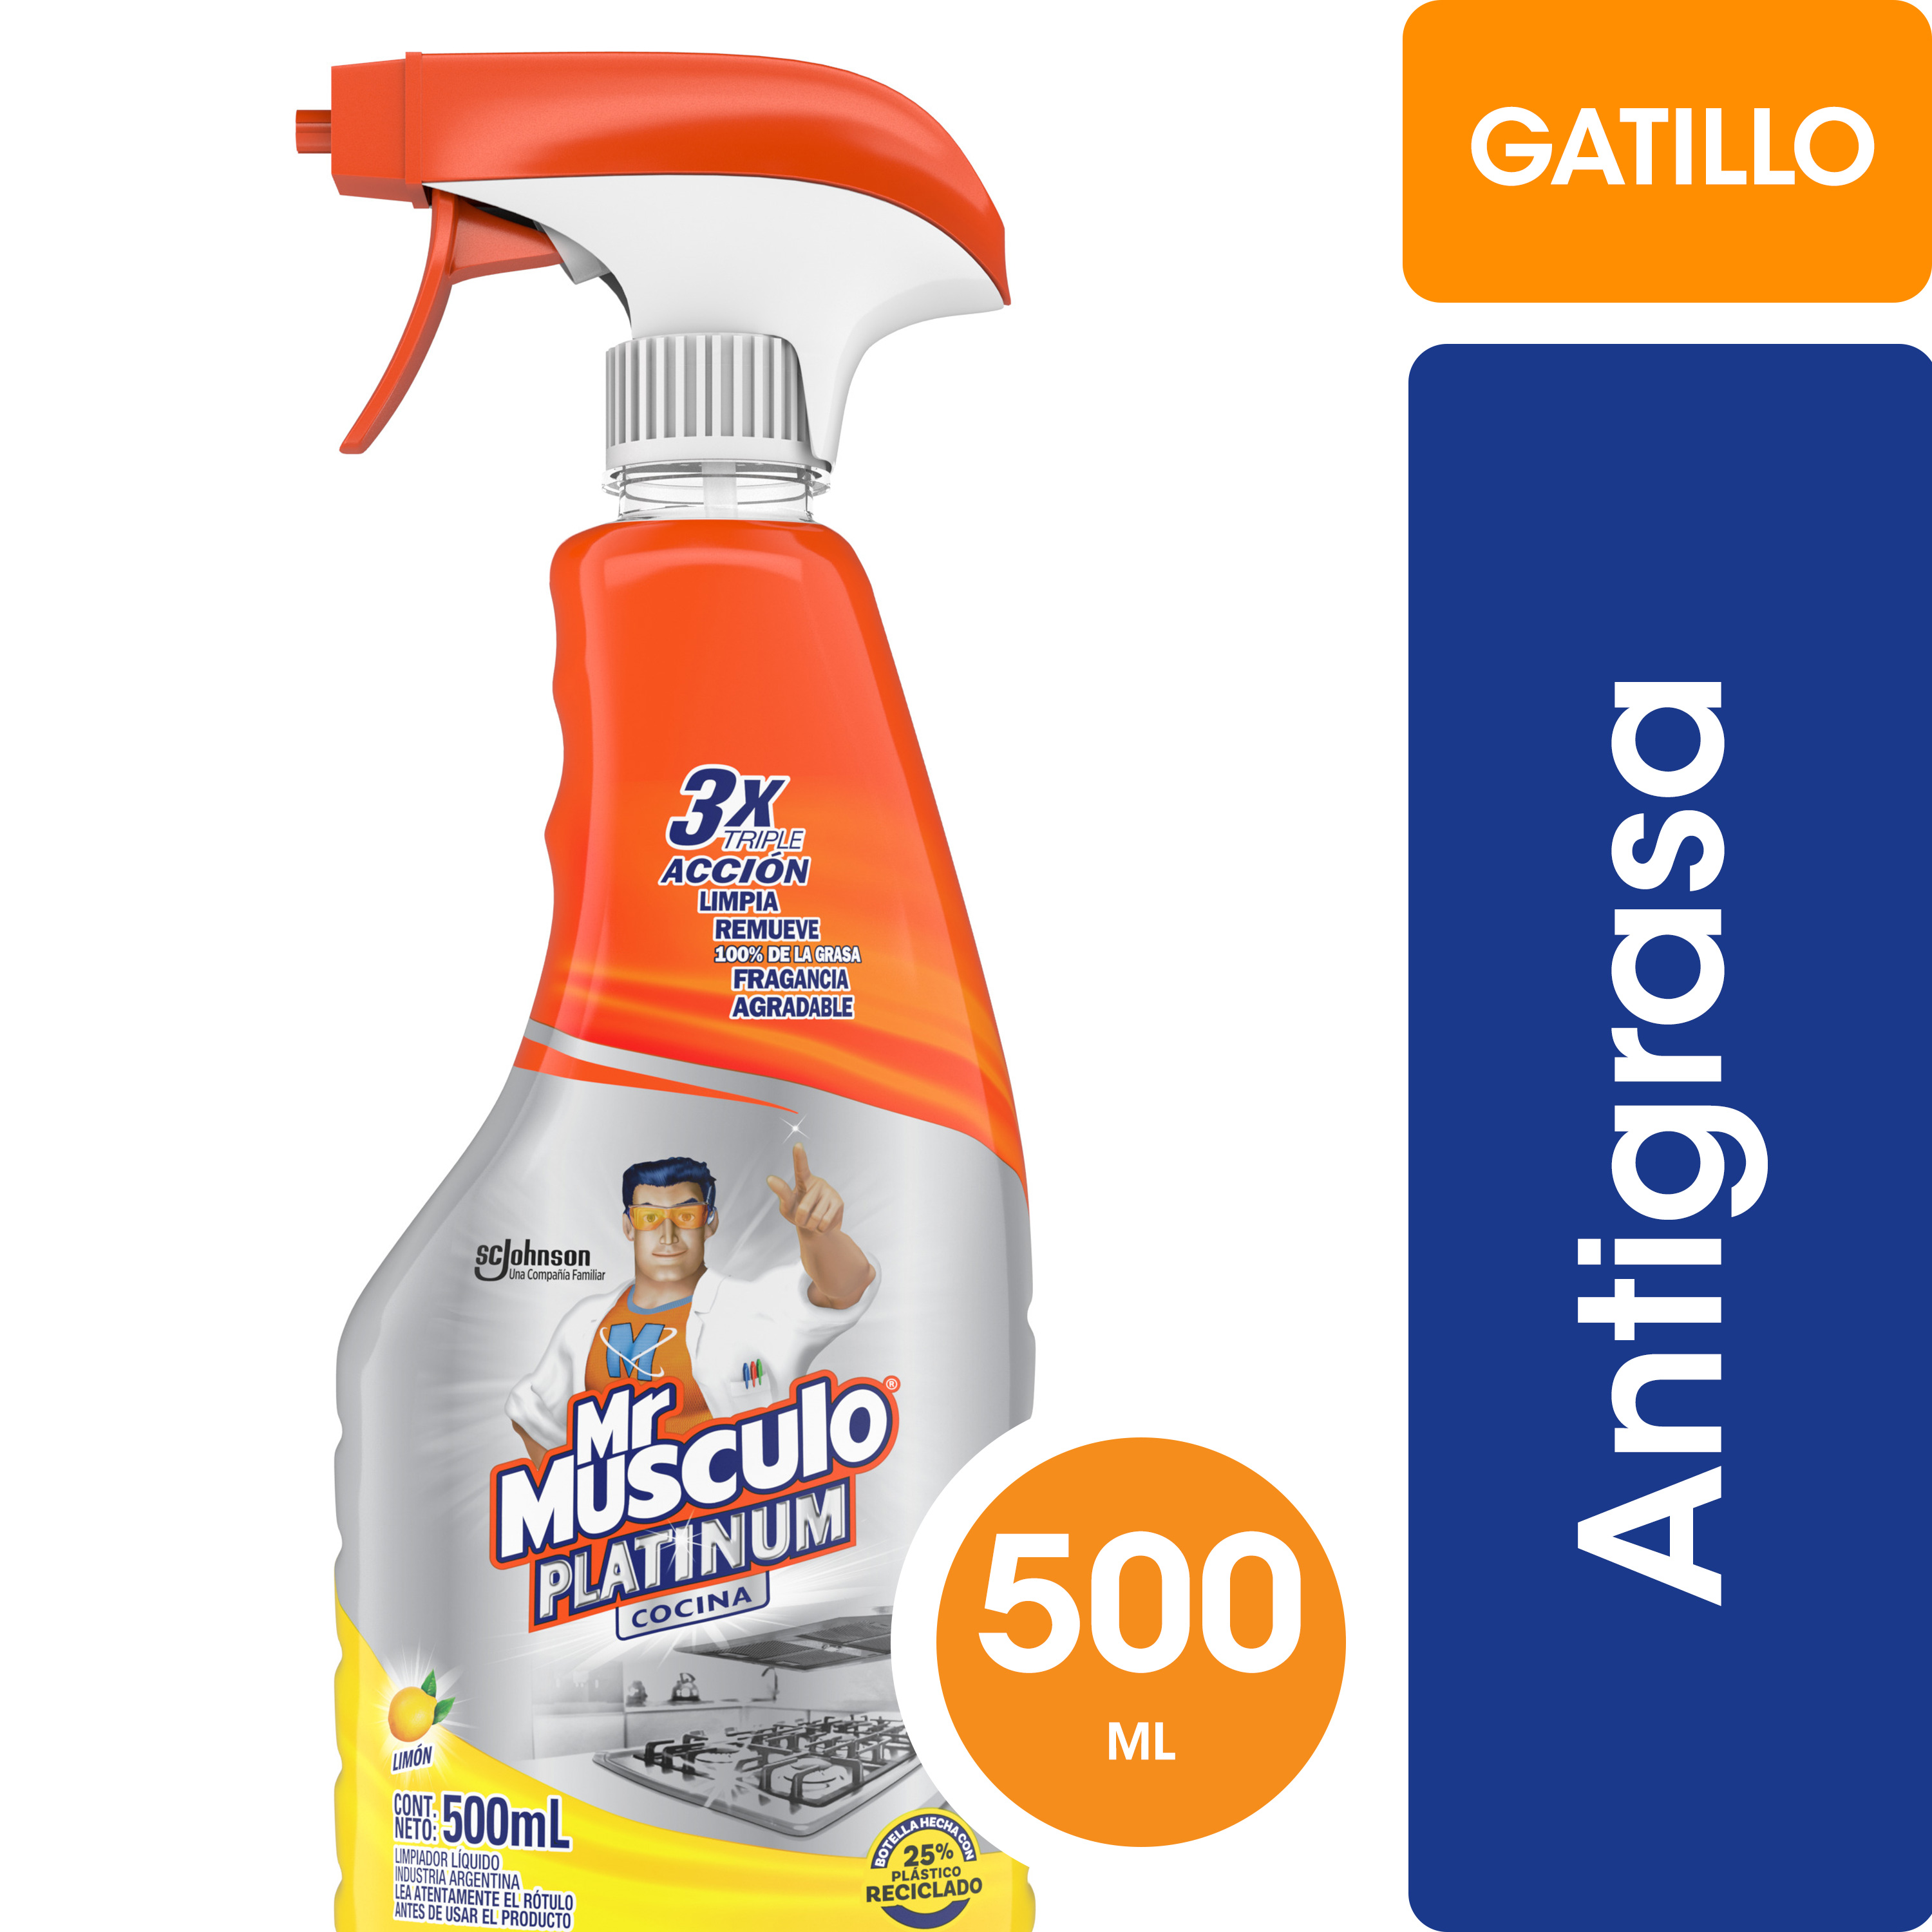 GATILLO
Antigrasa
3X
TRIPLE
ACCIÓN
LIMPIA
REMUEVE
100% DE LA GRASA
FRAGANCIA
AGRADABLE
scJohnson
Una Compañía Familiar
M
Mr
MUSCULO®
PLATINUM
COCINA
LIMÓN
CONT.
NETO: 500mL
LIMPIADOR LÍQUIDO
INDUSTRIA ARGENTINA
LEA ATENTAMENTE EL RÓTULO
ANTES DE USAR EL PRODUCTO
BOTELLA HECHA CON
25%
PLÁSTICO
RECICLADO
500
ML